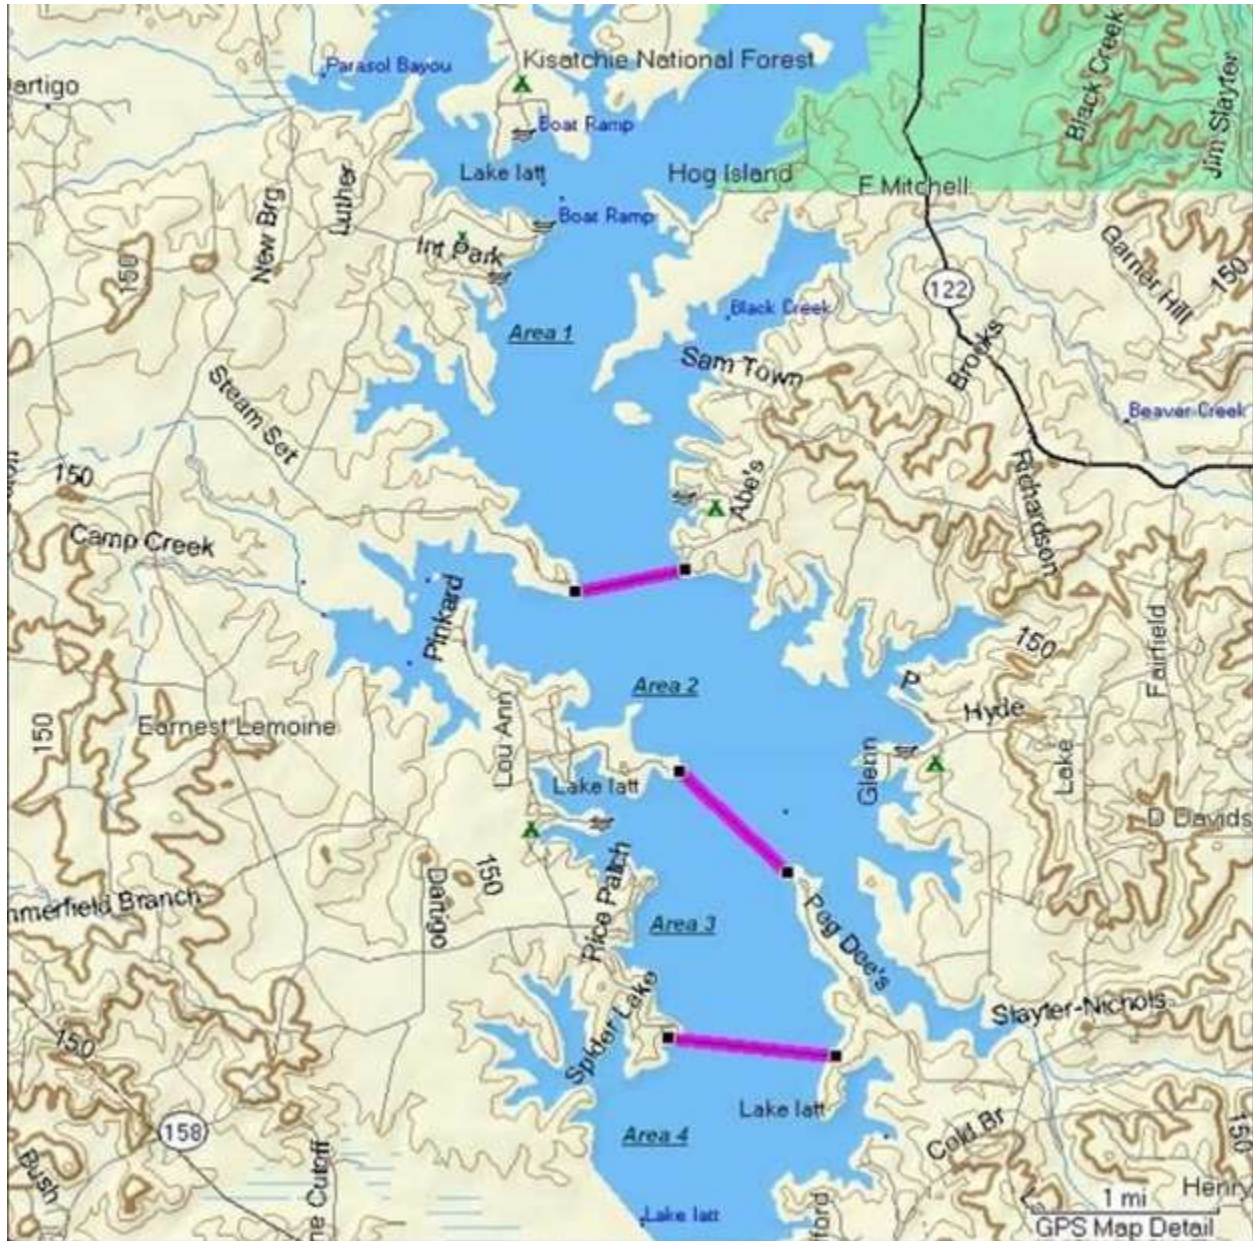 Kisatchie National Forest
Parasol Bayou
artigo
Boat Ramp
Black Creek
Jim Slayter
Lake Iatt
Hog Island
F Mitchell
Luther
New Brg
Boat Ramp
Int Park
150
Garner Hill
150
122
Black Creek
Area 1
Brooks
Sam Town
Steam Set
Beaver Creek
150
Abe's
Richardson
Camp Creek
Pinkard
Fairfield
150
P
Area 2
Hyde
150
Earnest Lemoine
Lou Ann
Glenn
Lake
Lake Iatt
D Davids
150
Rice Patch
Darrigo
mmerfield Branch
Peg Dee's
Area 3
Spider Lake
Slayter-Nichols
150
Lake Iatt
158
Area 4
Cold Br
150
Bush
ne Cutoff
Henry
1 mi
Lake Iatt
fford
GPS Map Detail